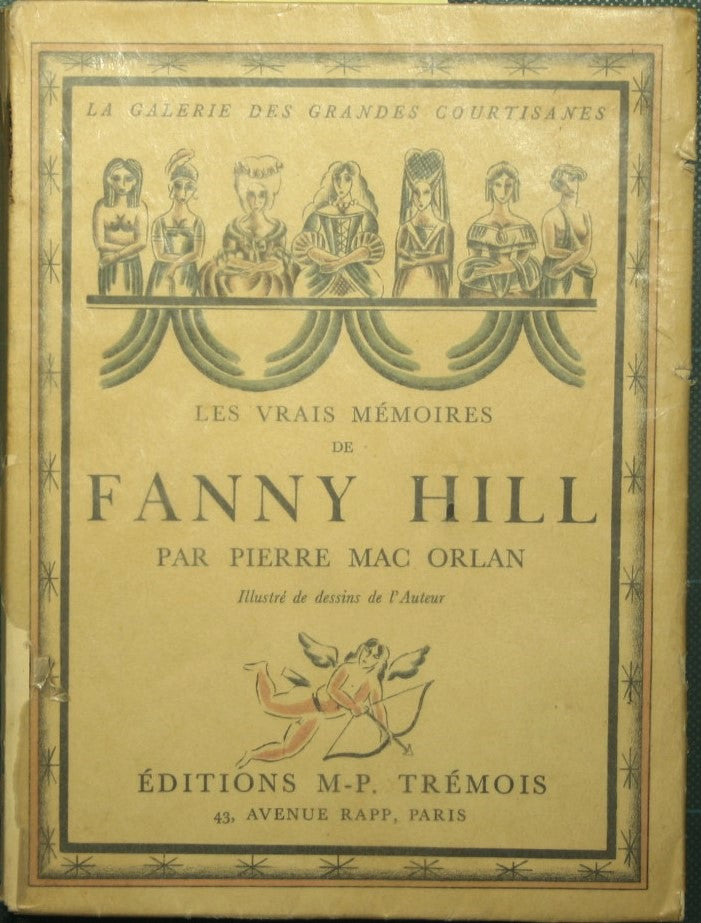 LA GALERIE DES GRANDES COURTISANES
LES VRAIS MÉMOIRES
DE
FANNY HILL
PAR PIERRE MAC ORLAN
Illustré de dessins de l'Auteur
ÉDITIONS M-P. TRÉMOIS
43, AVENUE RAPP, PARIS